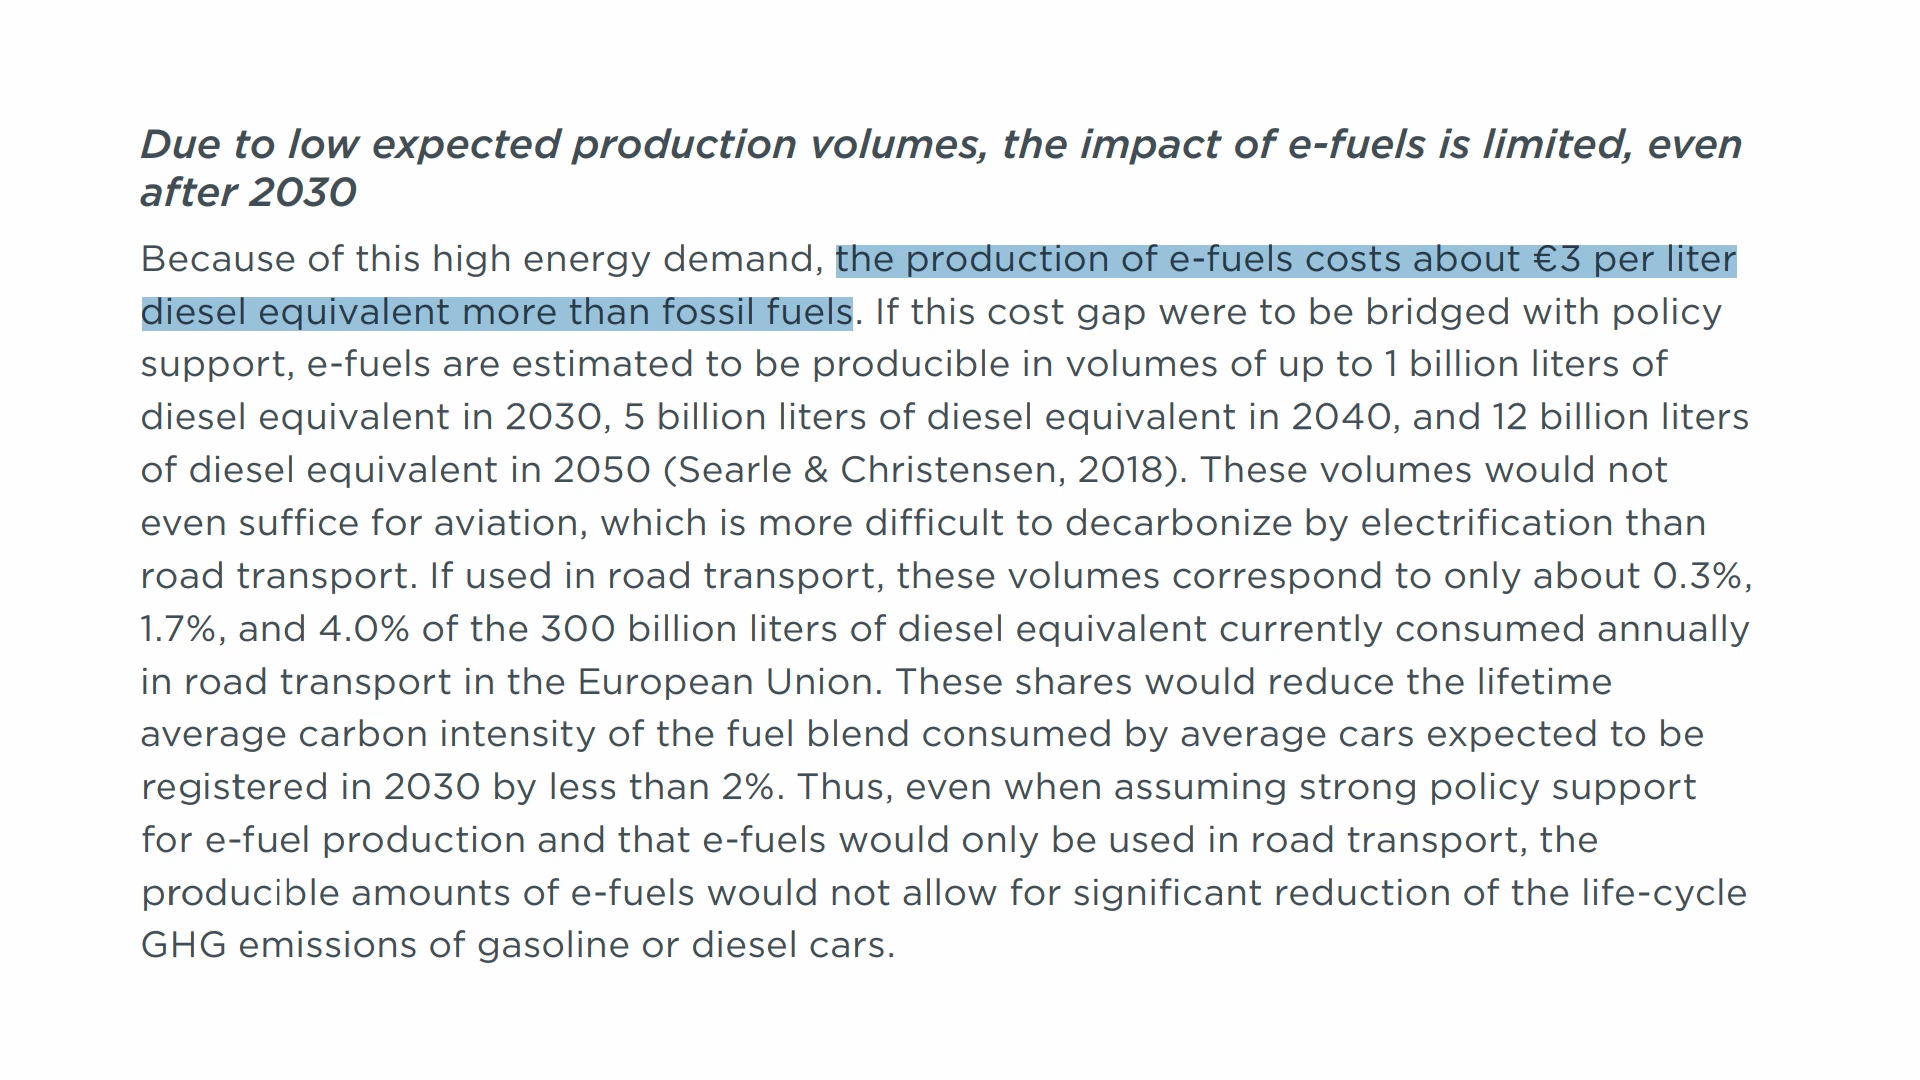 Due to low expected production volumes, the impact of e-fuels is limited, even
after 2030
Because of this high energy demand, the production of e-fuels costs about €3 per liter
diesel equivalent more than fossil fuels. If this cost gap were to be bridged with policy
support, e-fuels are estimated to be producible in volumes of up to 1 billion liters of
diesel equivalent in 2030, 5 billion liters of diesel equivalent in 2040, and 12 billion liters
of diesel equivalent in 2050 (Searle & Christensen, 2018). These volumes would not
even suffice for aviation, which is more difficult to decarbonize by electrification than
road transport. If used in road transport, these volumes correspond to only about 0.3%,
1.7%, and 4.0% of the 300 billion liters of diesel equivalent currently consumed annually
in road transport in the European Union. These shares would reduce the lifetime
average carbon intensity of the fuel blend consumed by average cars expected to be
registered in 2030 by less than 2%. Thus, even when assuming strong policy support
for e-fuel production and that e-fuels would only be used in road transport, the
producible amounts of e-fuels would not allow for significant reduction of the life-cycle
GHG emissions of gasoline or diesel cars.